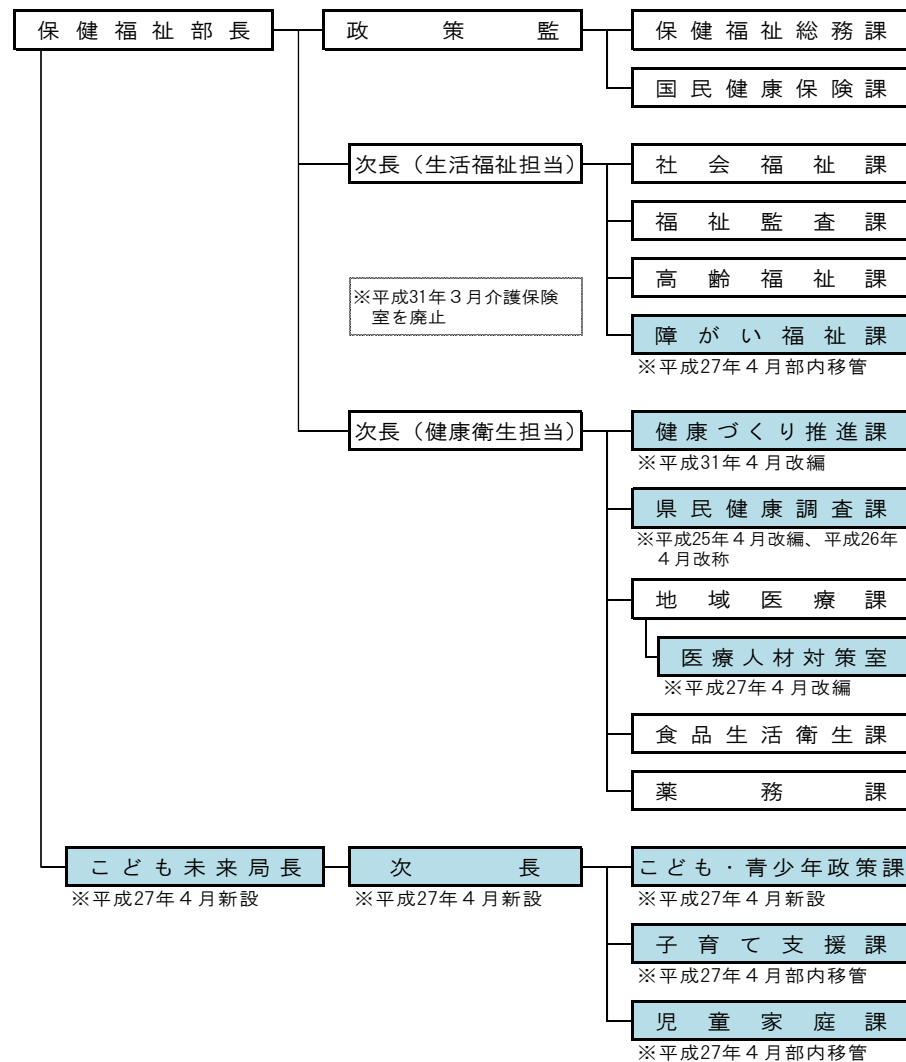 保健福祉部長
政策監
保健福祉総務課
国民健康保険課
次長（生活福祉担当）
社会福祉課
福祉監査課
高齢福祉課
※平成31年３月介護保険
室を廃止
障がい福祉課
※平成27年４月部内移管
次長（健康衛生担当）
健康づくり推進課
※平成31年４月改編
県民健康調査課
※平成25年４月改編、平成26年
４月改称
地域医療課
医療人材対策室
※平成27年４月改編
食品生活衛生課
薬務課
こども未来局長
※平成27年４月新設
次長
※平成27年４月新設
こども・青少年政策課
※平成27年４月新設
子育て支援課
※平成27年４月部内移管
児童家庭課
※平成27年４月部内移管